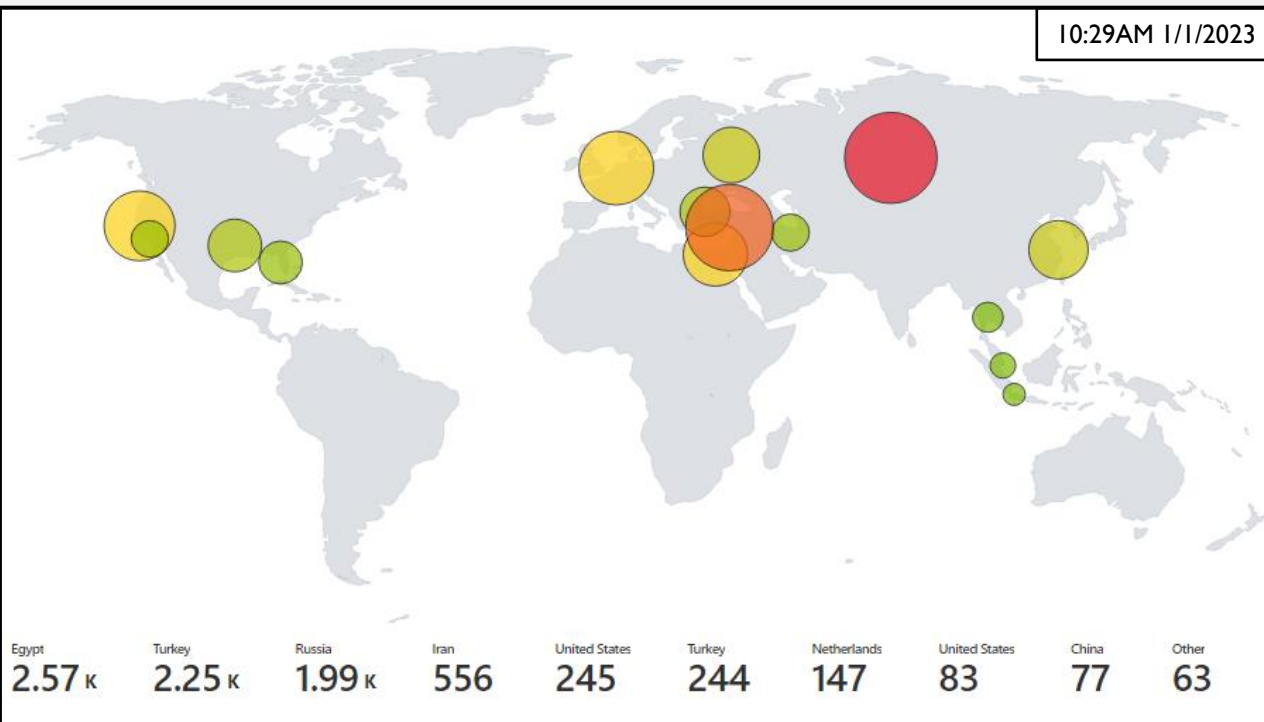 10:29AM 1/1/2023
Egypt Turkey Russia Iran United States Turkey Netherlands United States China Other
2.57 K 2.25 K 1.99 K 556 245 244 147 83 77 63